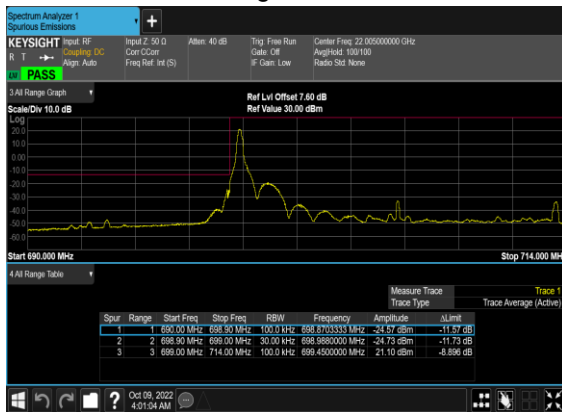 Spectrum Analyzer 1
Spurious Emissions
KEYSIGHT Input: RF Input Z: 50 Ω Atten: 40 dB Trig: Free Run Center Freq: 22.005000000 GHz
R T Coupling: DC Corr CCorr Gate: Off Avg|Hold: 100/100
Align: Auto Freq Ref: Int (S) IF Gain: Low Radio Std: None
PASS
3 All Range Graph
Ref Lvl Offset 7.60 dB
Scale/Div 10.0 dB Ref Value 30.00 dBm
Log
20.0
10.0
0.00
-10.0
-20.0
-30.0
-40.0
-50.0
-60.0
Start 690.000 MHz Stop 714.000 MH
4 All Range Table
Measure Trace Trace 1
Trace Type Trace Average (Active)
Spur Range Start Freq Stop Freq RBW Frequency Amplitude ΔLimit
1 1 690.00 MHz 698.90 MHz 100.0 kHz 698.8703333 MHz -24.57 dBm -11.57 dB
2 2 698.90 MHz 699.00 MHz 30.00 kHz 698.9880000 MHz -24.73 dBm -11.73 dB
3 3 699.00 MHz 714.00 MHz 100.0 kHz 699.4500000 MHz 21.10 dBm -8.896 dB
? Oct 09, 2022
4:01:04 AM